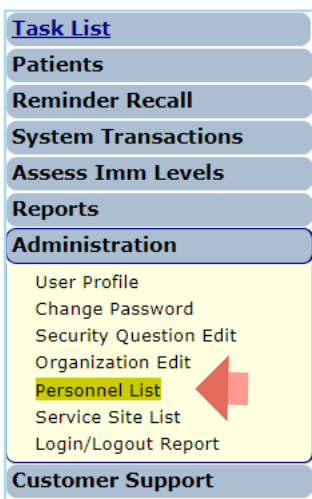 Task List
Patients
Reminder Recall
System Transactions
Assess Imm Levels
Reports
Administration
User Profile
Change Password
Security Question Edit
Organization Edit
Personnel List
Service Site List
Login/Logout Report
Customer Support